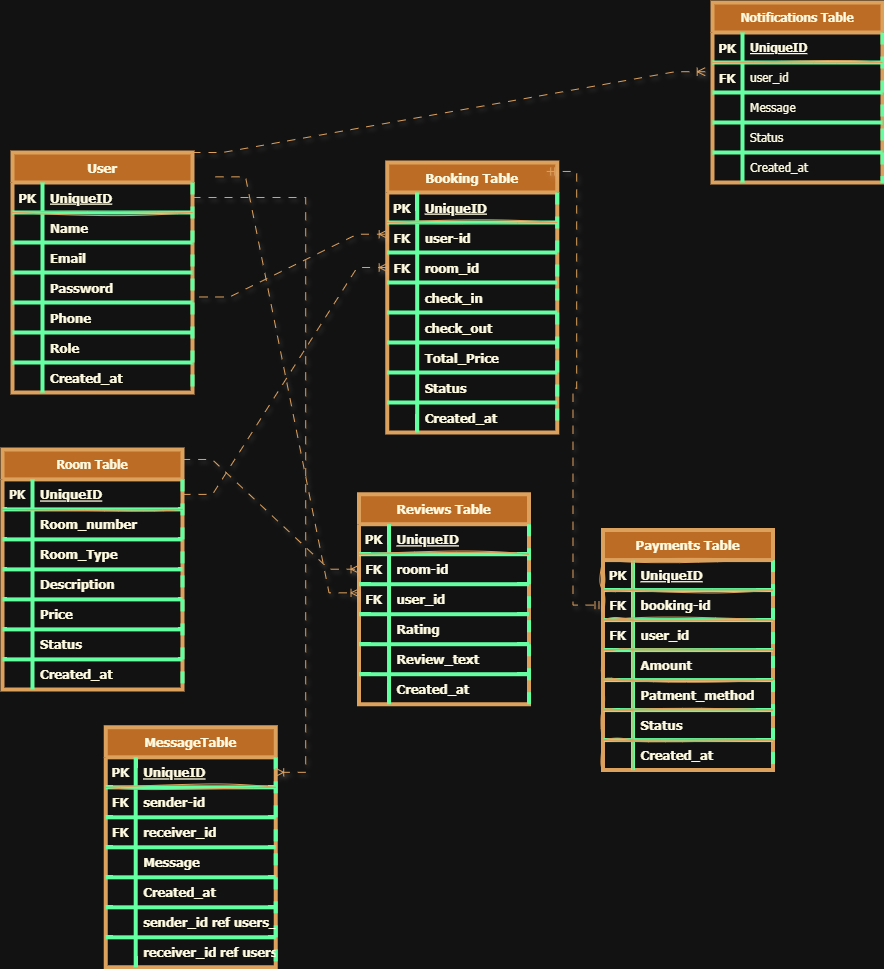 Notifications Table
PK UniqueID
FK user_id
Message
Status
Created_at
User
PK UniqueID
Name
Email
Password
Phone
Role
Created_at
Booking Table
PK UniqueID
FK user-id
FK room_id
check_in
check_out
Total_Price
Status
Created_at
Room Table
PK UniqueID
Room_number
Room_Type
Description
Price
Status
Created_at
Reviews Table
PK UniqueID
FK room-id
FK user_id
Rating
Review_text
Created_at
Payments Table
PK UniqueID
FK booking-id
FK user_id
Amount
Patment_method
Status
Created_at
MessageTable
PK UniqueID
FK sender-id
FK receiver_id
Message
Created_at
sender_id ref users_
receiver_id ref users